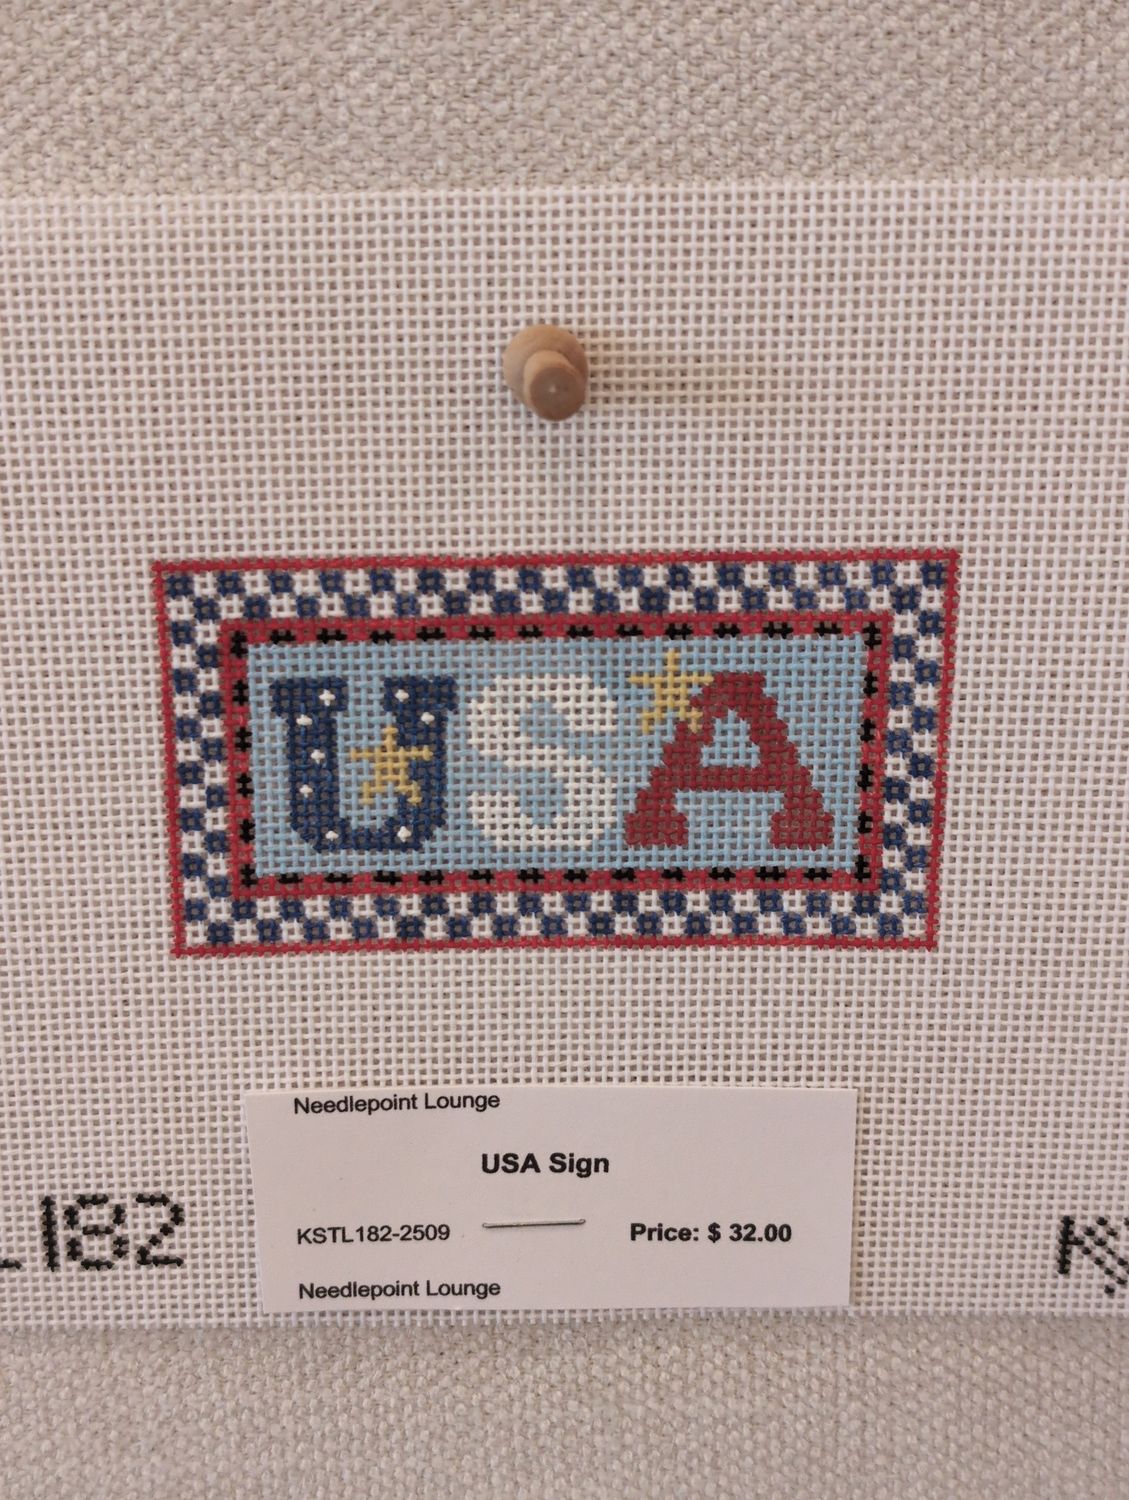 USA
Needlepoint Lounge
USA Sign
KSTL182-2509 Price: $ 32.00
Needlepoint Lounge
L182